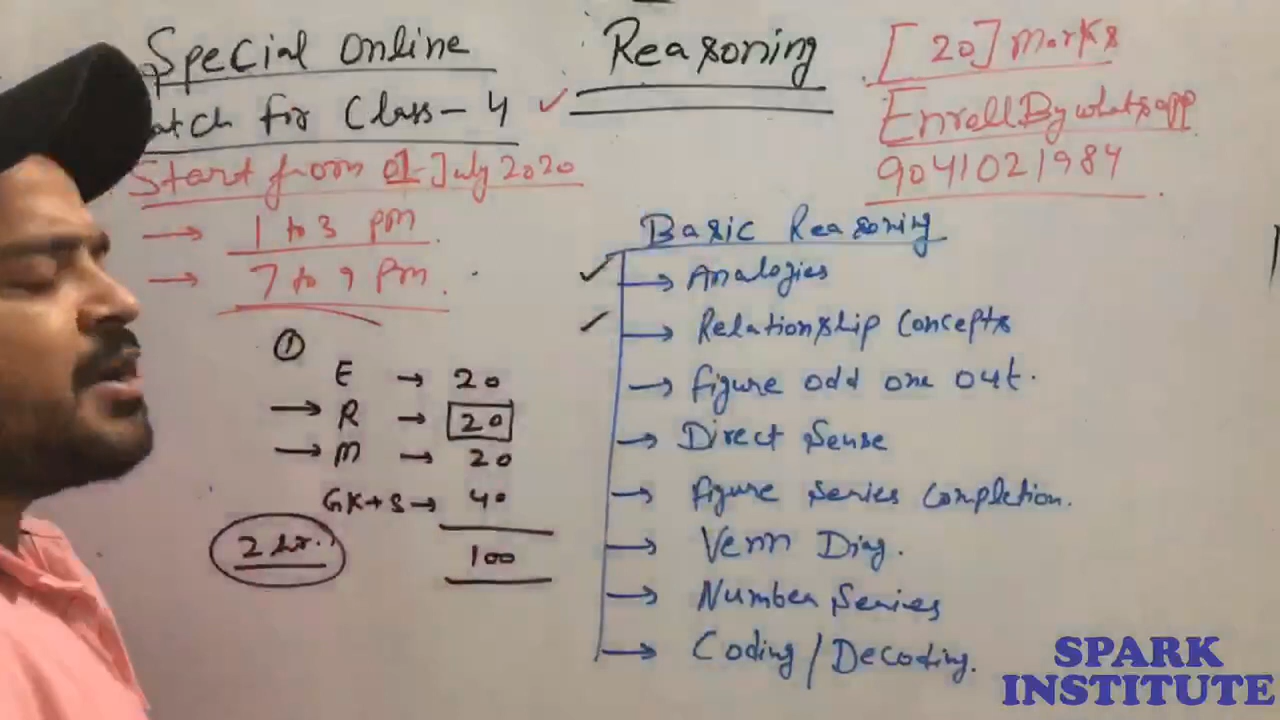 Special Online
Batch for Class-4 ✓
Start from 01 July 2020
→ 1 to 3 pm
→ 7 to 9 Pm
①
E → 20
→ R → 20
→ M → 20
GK+S → 40
2 hr.
100
Reasoning
[20] Marks
Enroll By whatsapp
9041021984
Basic Reasoning
✓ → Analogies
✓ → Relationship Concepts
→ figure odd one out.
→ Direct Sense
→ figure series completion.
→ Venn Diag.
→ Number Series
→ Coding/Decoding.
SPARK
INSTITUTE